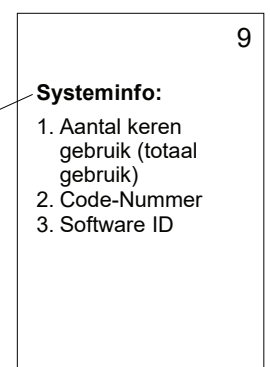 9
Systeminfo:
1. Aantal keren
gebruik (totaal
gebruik)
2. Code-Nummer
3. Software ID